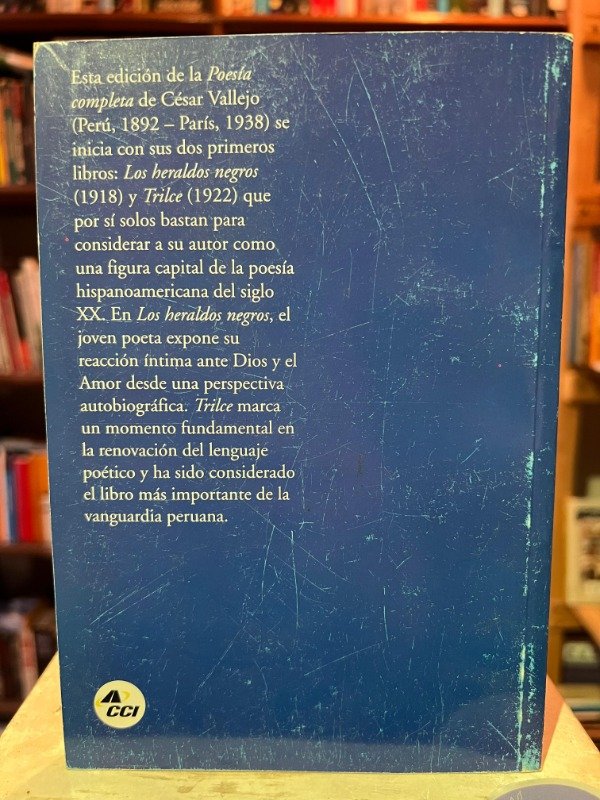 Esta edición de la Poesía
completa de César Vallejo
(Perú, 1892 – París, 1938) se
inicia con sus dos primeros
libros: Los heraldos negros
(1918) y Trilce (1922) que
por sí solos bastan para
considerar a su autor como
una figura capital de la poesía
hispanoamericana del siglo
XX. En Los heraldos negros, el
joven poeta expone su
reacción íntima ante Dios y el
Amor desde una perspectiva
autobiográfica. Trilce marca
un momento fundamental en
la renovación del lenguaje
poético y ha sido considerado
el libro más importante de la
vanguardia peruana.
CCI